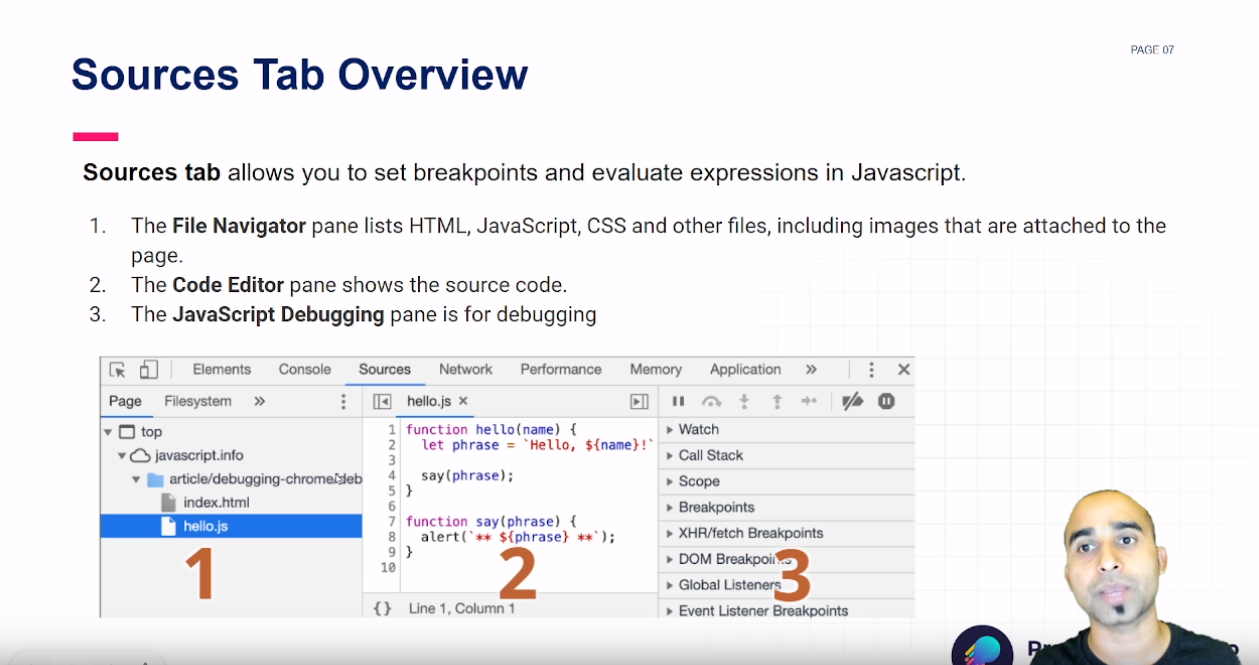 PAGE 07
Sources Tab Overview
Sources tab allows you to set breakpoints and evaluate expressions in Javascript.
1. The File Navigator pane lists HTML, JavaScript, CSS and other files, including images that are attached to the
page.
2. The Code Editor pane shows the source code.
3. The JavaScript Debugging pane is for debugging
Elements Console Sources Network Performance Memory Application »
Page Filesystem »
top
javascript.info
article/debugging-chrome/deb
index.html
hello.js
1
hello.js ×
1 function hello(name) {
2 let phrase = `Hello, ${name}!`
3
4 say(phrase);
5 }
6
7 function say(phrase) {
8 alert(`** ${phrase} **`);
9 }
10
2
{} Line 1, Column 1
Watch
Call Stack
Scope
Breakpoints
XHR/fetch Breakpoints
DOM Breakpoints
Global Listeners
3
Event Listener Breakpoints